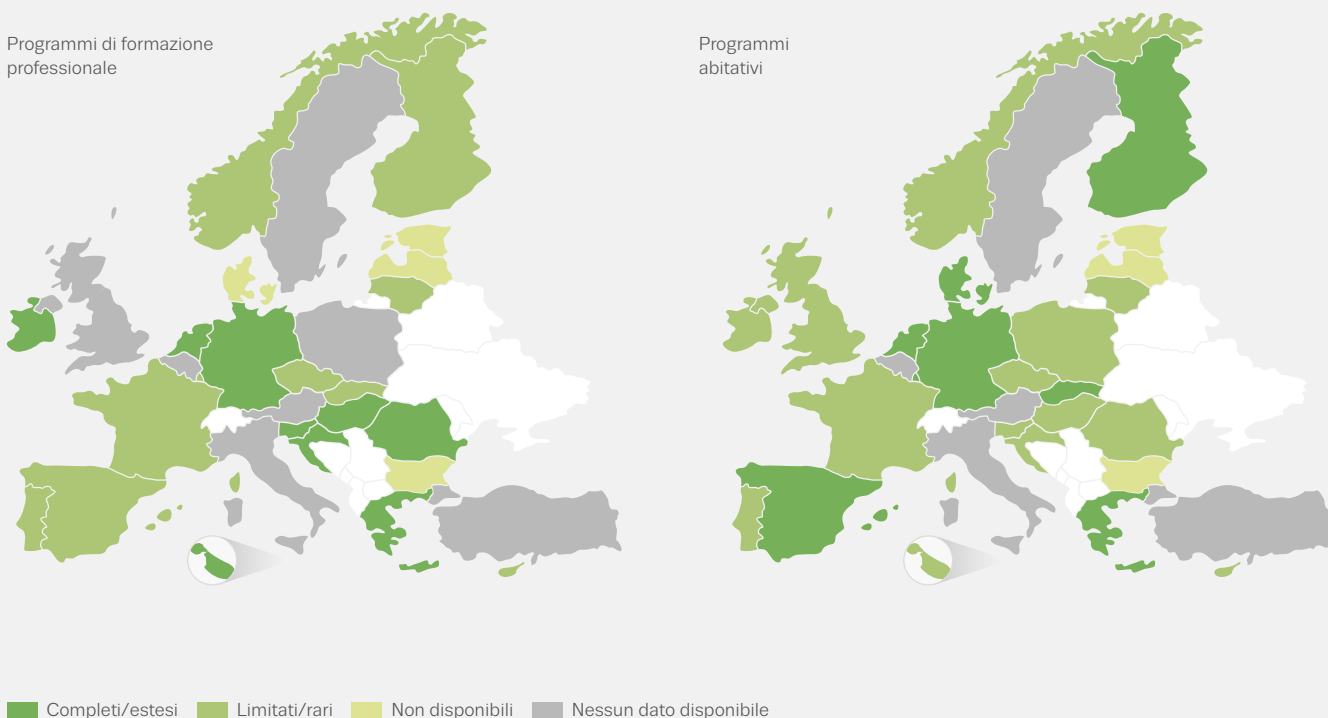 Programmi di formazione
professionale
Programmi
abitativi
Completi/estesi
Limitati/rari
Non disponibili
Nessun dato disponibile